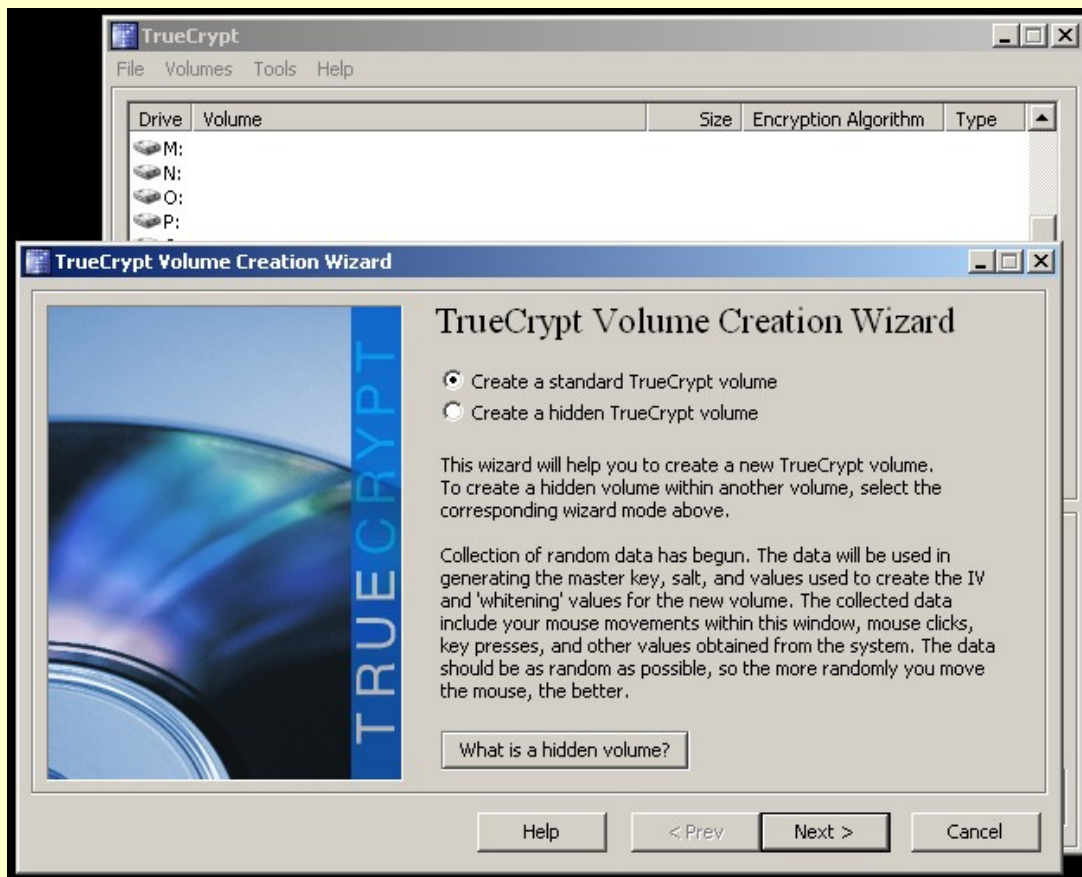 TrueCrypt
File Volumes Tools Help
Drive Volume Size Encryption Algorithm Type
M:
N:
O:
P:
TrueCrypt Volume Creation Wizard
TRUECRYPT
TrueCrypt Volume Creation Wizard
Create a standard TrueCrypt volume
Create a hidden TrueCrypt volume
This wizard will help you to create a new TrueCrypt volume.
To create a hidden volume within another volume, select the
corresponding wizard mode above.
Collection of random data has begun. The data will be used in
generating the master key, salt, and values used to create the IV
and 'whitening' values for the new volume. The collected data
include your mouse movements within this window, mouse clicks,
key presses, and other values obtained from the system. The data
should be as random as possible, so the more randomly you move
the mouse, the better.
What is a hidden volume?
Help < Prev Next > Cancel